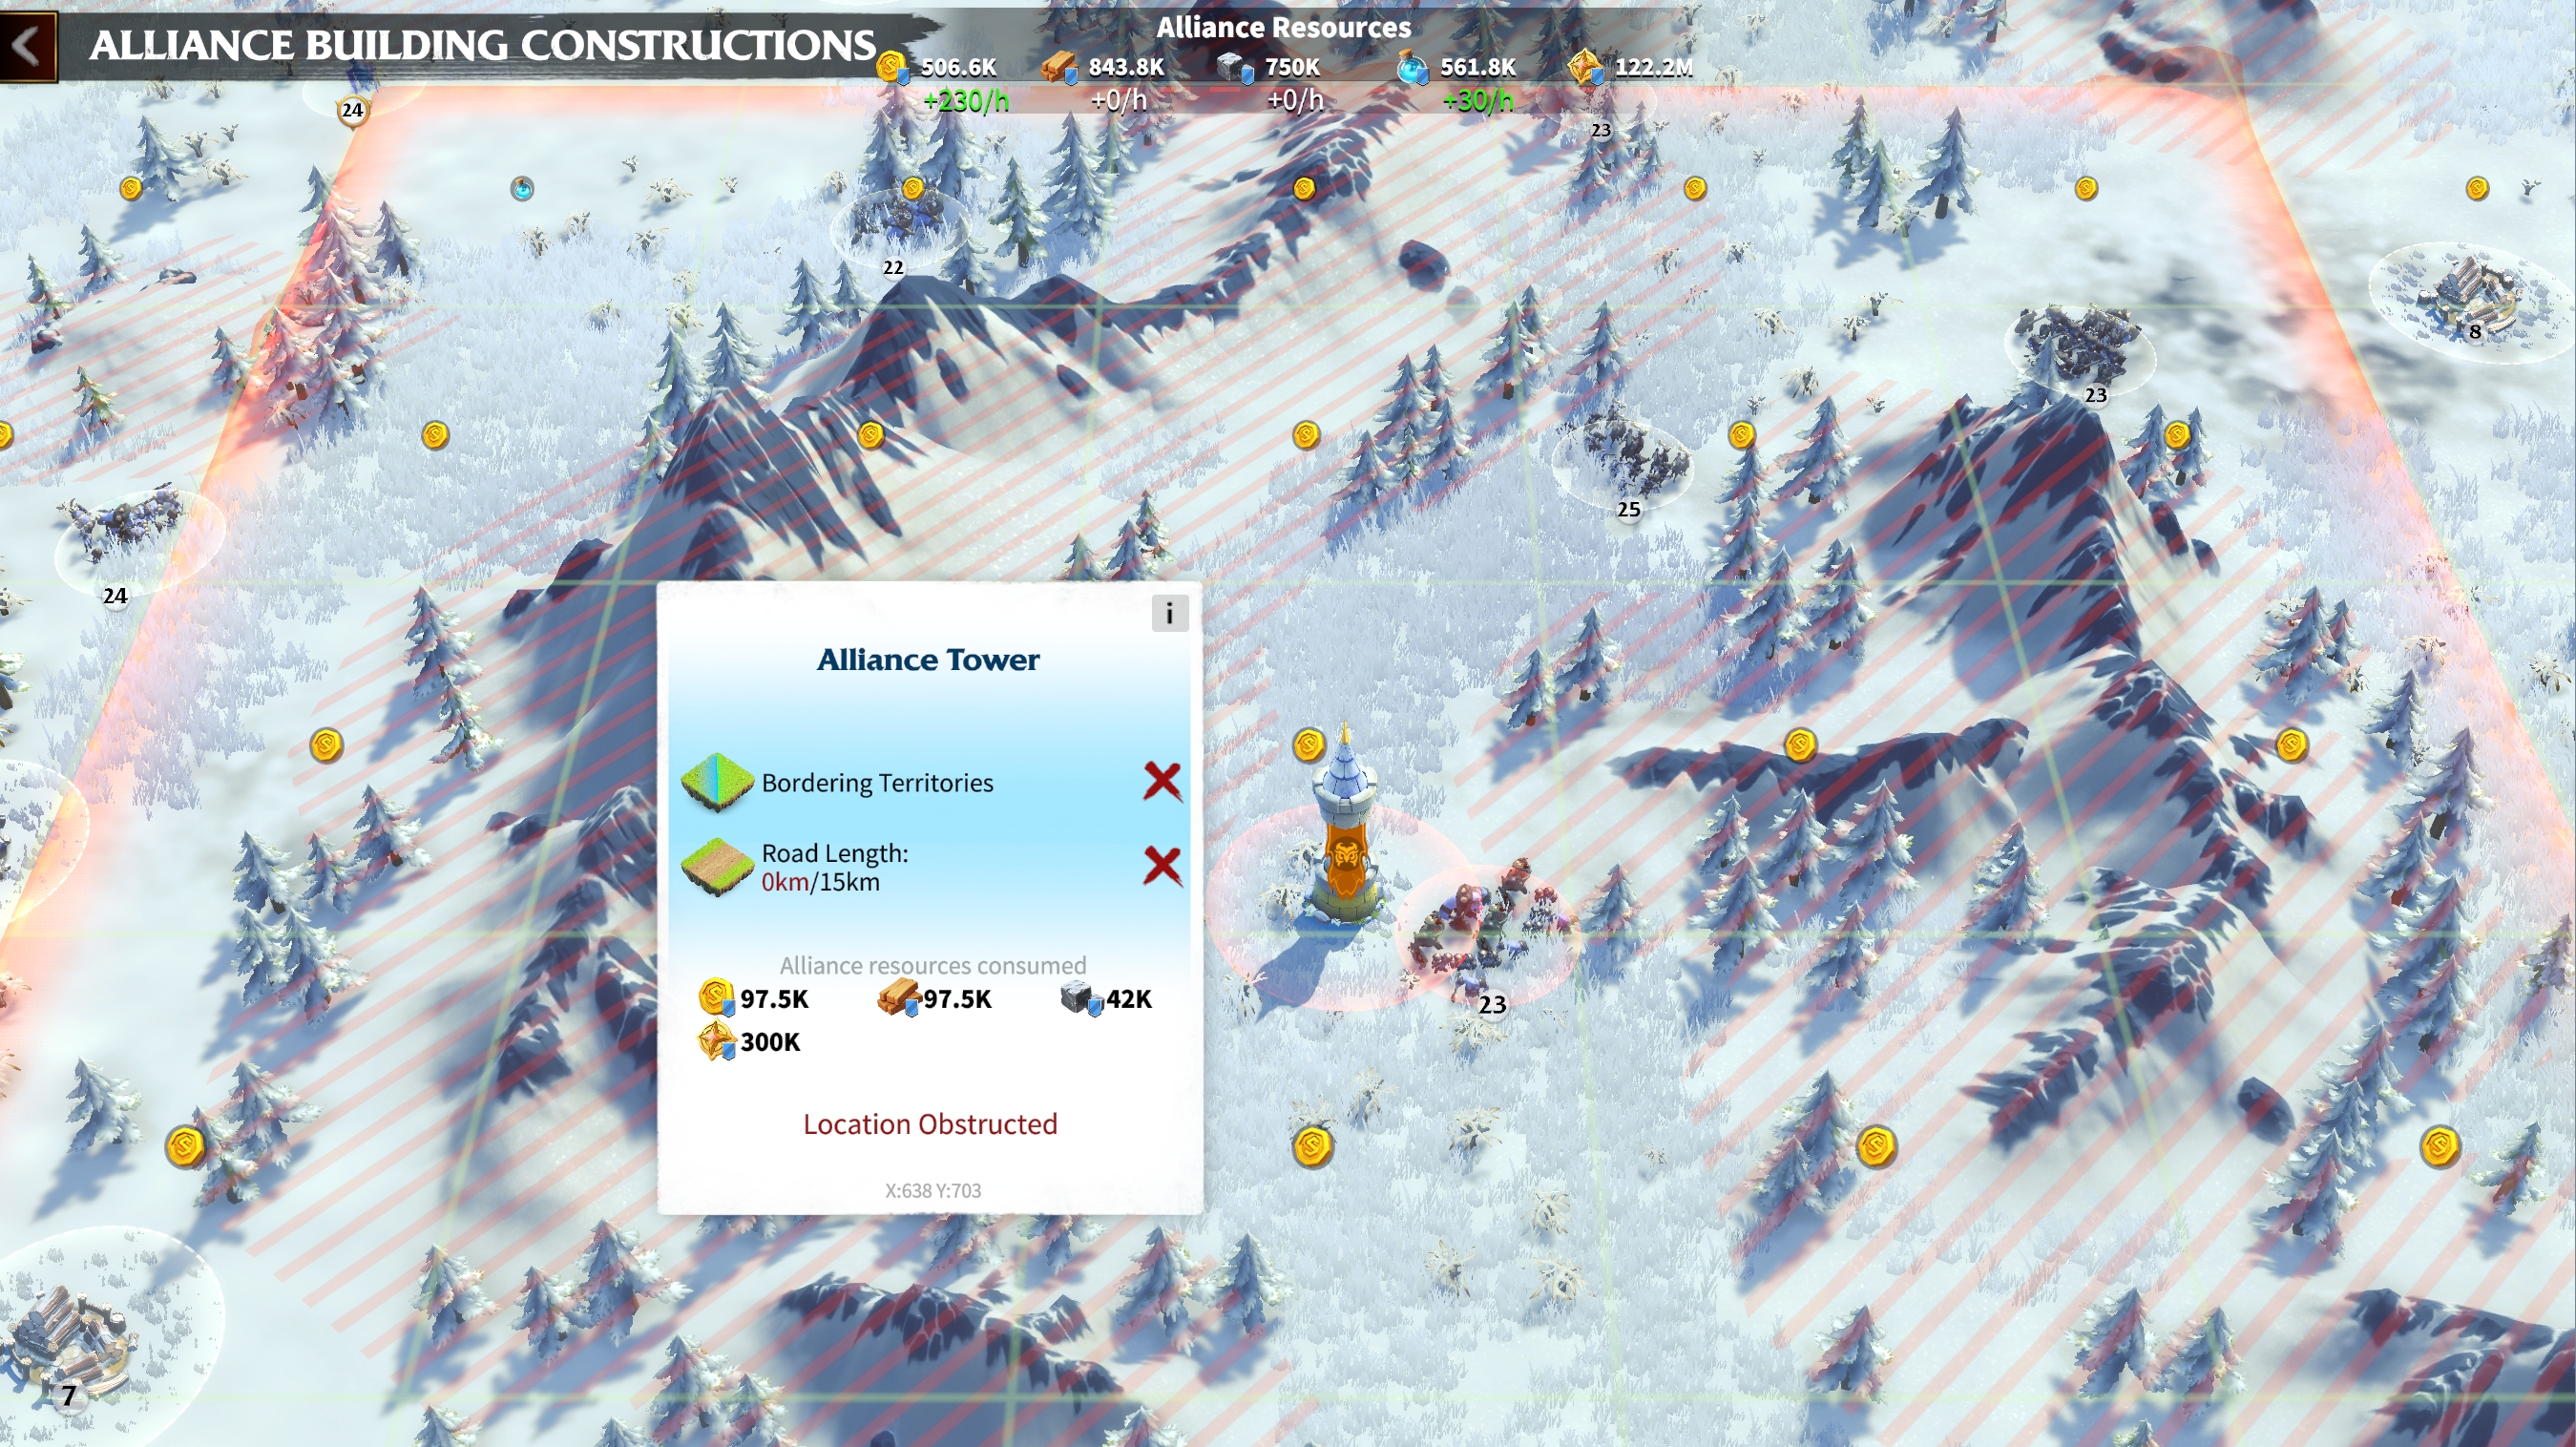 ALLIANCE BUILDING CONSTRUCTIONS
Alliance Resources
506.6K 843.8K 750K 561.8K 122.2M
+230/h +0/h +0/h +30/h
24
23
22
8
23
25
24
i
Alliance Tower
Bordering Territories
Road Length:
0km/15km
Alliance resources consumed
97.5K 97.5K 42K
300K
23
Location Obstructed
X:638 Y:703
7